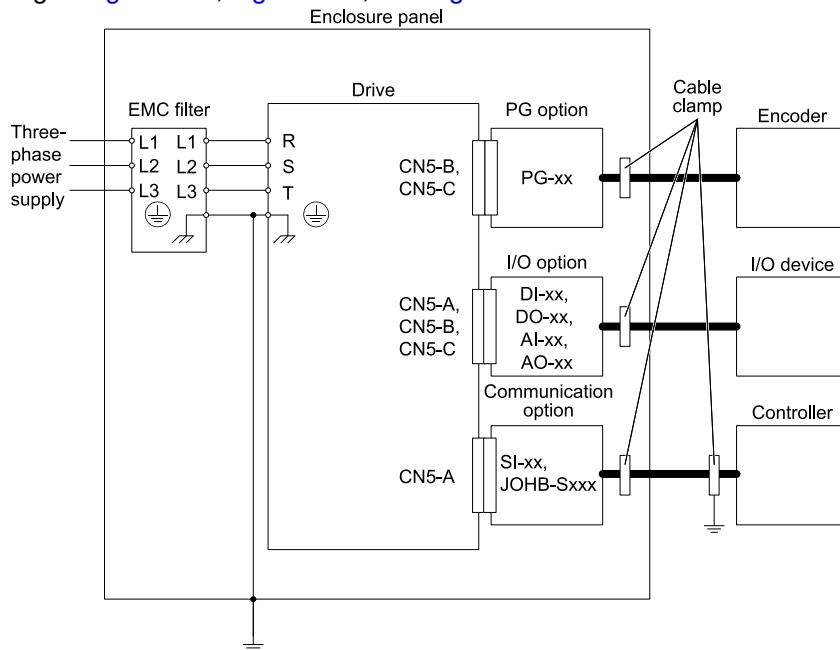 Enclosure panel
Drive
EMC filter
Three-
phase
power
supply
L1 L1
L2 L2
L3 L3
R
S
T
PG option
CN5-B,
CN5-C
PG-xx
Cable
clamp
Encoder
I/O option
CN5-A,
CN5-B,
CN5-C
DI-xx,
DO-xx,
AI-xx,
AO-xx
I/O device
Communication
option
CN5-A
SI-xx,
JOHB-Sxxx
Controller